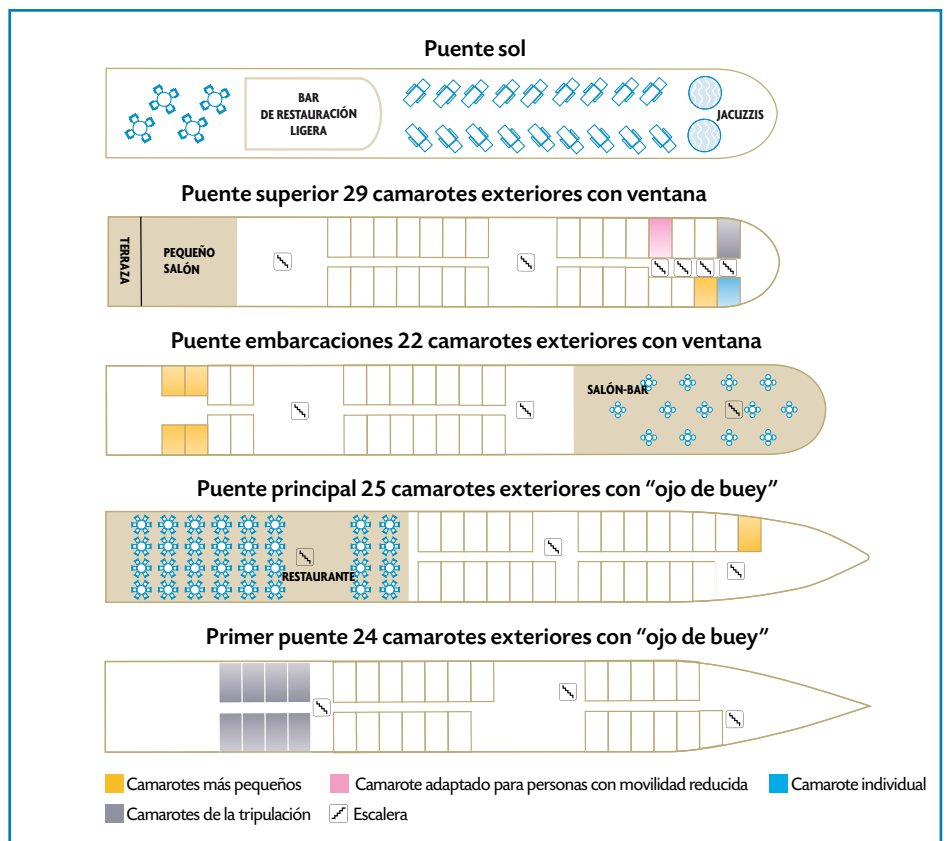 Puente sol
BAR
DE RESTAURACIÓN
LIGERA
JACUZZIS
Puente superior 29 camarotes exteriores con ventana
TERRAZA
PEQUEÑO
SALÓN
Puente embarcaciones 22 camarotes exteriores con ventana
SALÓN-BAR
Puente principal 25 camarotes exteriores con “ojo de buey”
RESTAURANTE
Primer puente 24 camarotes exteriores con “ojo de buey”
Camarotes más pequeños
Camarote adaptado para personas con movilidad reducida
Camarote individual
Camarotes de la tripulación
Escalera